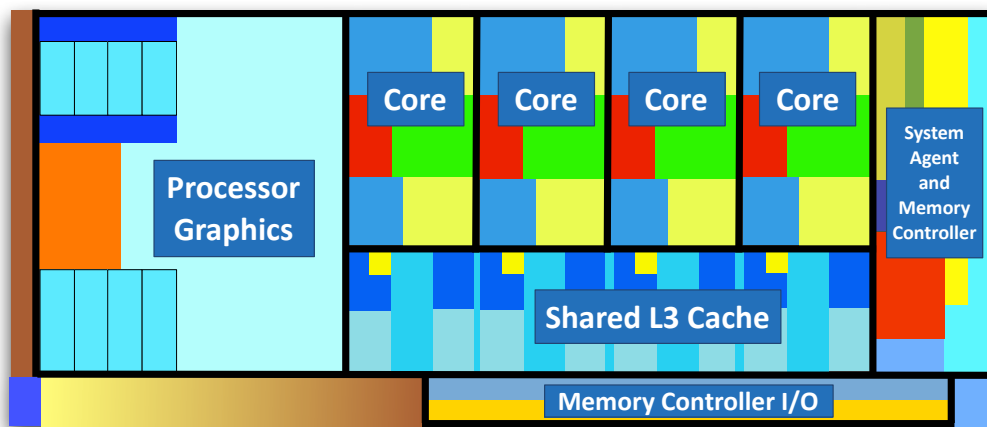 Processor
Graphics
Core
Core
Core
Core
System
Agent
and
Memory
Controller
Shared L3 Cache
Memory Controller I/O